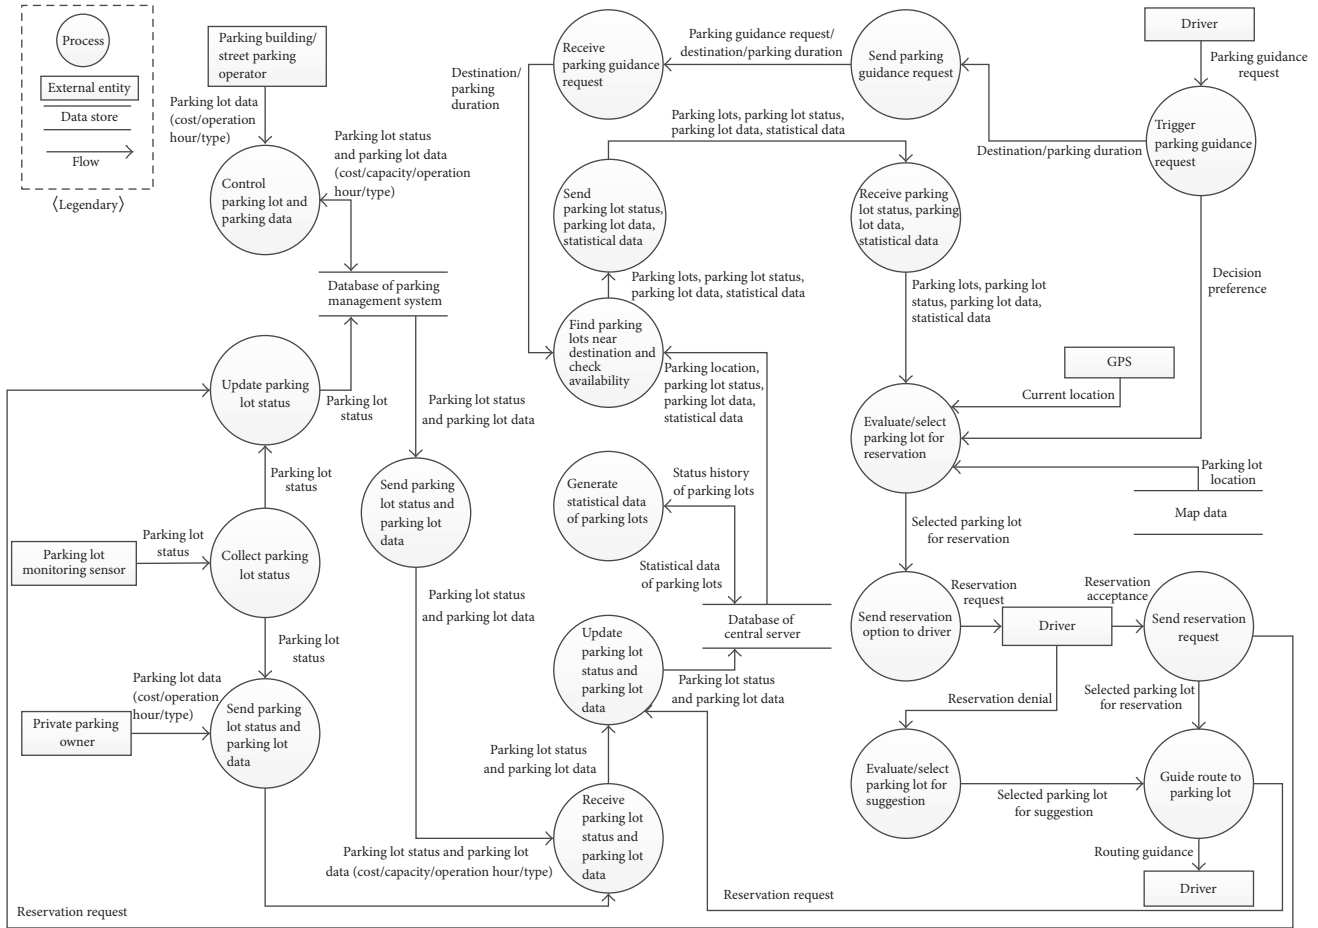 Process
External entity
Data store
Flow
⟨Legendary⟩
Parking building/
street parking
operator
Parking lot data
(cost/operation
hour/type)
Parking lot status
and parking lot data
(cost/capacity/operation
hour/type)
Control
parking lot and
parking data
Database of parking
management system
Update parking
lot status
Parking lot
status
Parking lot status
and parking lot data
Parking lot
status
Send parking
lot status and
parking lot
data
Parking lot
monitoring sensor
Parking lot
status
Collect parking
lot status
Parking lot status
and parking lot data
Parking lot
status
Parking lot data
(cost/operation
hour/type)
Private parking
owner
Send parking
lot status and
parking lot
data
Parking lot status and parking lot
data (cost/capacity/operation hour/type)
Reservation request
Destination/
parking
duration
Receive
parking guidance
request
Parking guidance request/
destination/parking duration
Send parking
guidance request
Driver
Parking guidance
request
Trigger
parking guidance
request
Destination/parking duration
Parking lots, parking lot status,
parking lot data, statistical data
Send
parking lot status,
parking lot data,
statistical data
Receive parking
lot status, parking
lot data,
statistical data
Parking lots, parking lot status,
parking lot data, statistical data
Parking lots, parking lot
status, parking lot data,
statistical data
Decision
preference
Find parking
lots near
destination and
check
availability
Parking location,
parking lot status,
parking lot data,
statistical data
GPS
Current location
Evaluate/select
parking lot for
reservation
Parking lot
location
Map data
Generate
statistical data
of parking lots
Status history
of parking lots
Statistical data
of parking lots
Selected parking lot
for reservation
Database of
central server
Update
parking lot
status and
parking lot
data
Parking lot status
and parking lot data
Send reservation
option to driver
Reservation
request
Driver
Reservation
acceptance
Send reservation
request
Reservation denial
Selected parking lot
for reservation
Parking lot status
and parking lot data
Evaluate/select
parking lot for
suggestion
Selected parking lot
for suggestion
Guide route to
parking lot
Receive
parking lot
status and
parking lot
data
Routing guidance
Driver
Reservation request